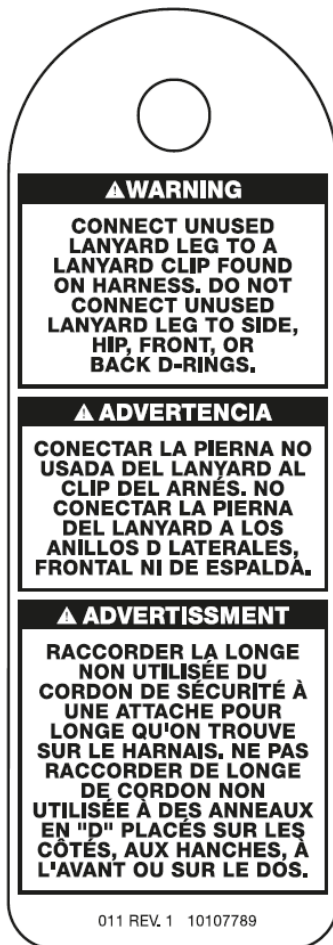 ⚠WARNING
CONNECT UNUSED
LANYARD LEG TO A
LANYARD CLIP FOUND
ON HARNESS. DO NOT
CONNECT UNUSED
LANYARD LEG TO SIDE,
HIP, FRONT, OR
BACK D-RINGS.
⚠ ADVERTENCIA
CONECTAR LA PIERNA NO
USADA DEL LANYARD AL
CLIP DEL ARNÉS. NO
CONECTAR LA PIERNA
DEL LANYARD A LOS
ANILLOS D LATERALES,
FRONTAL NI DE ESPALDA.
⚠ ADVERTISSMENT
RACCORDER LA LONGE
NON UTILISÉE DU
CORDON DE SÉCURITÉ À
UNE ATTACHE POUR
LONGE QU'ON TROUVE
SUR LE HARNAIS. NE PAS
RACCORDER DE LONGE
DE CORDON NON
UTILISÉE À DES ANNEAUX
EN "D" PLACÉS SUR LES
CÔTÉS, AUX HANCHES, À
L'AVANT OU SUR LE DOS.
011 REV. 1 10107789